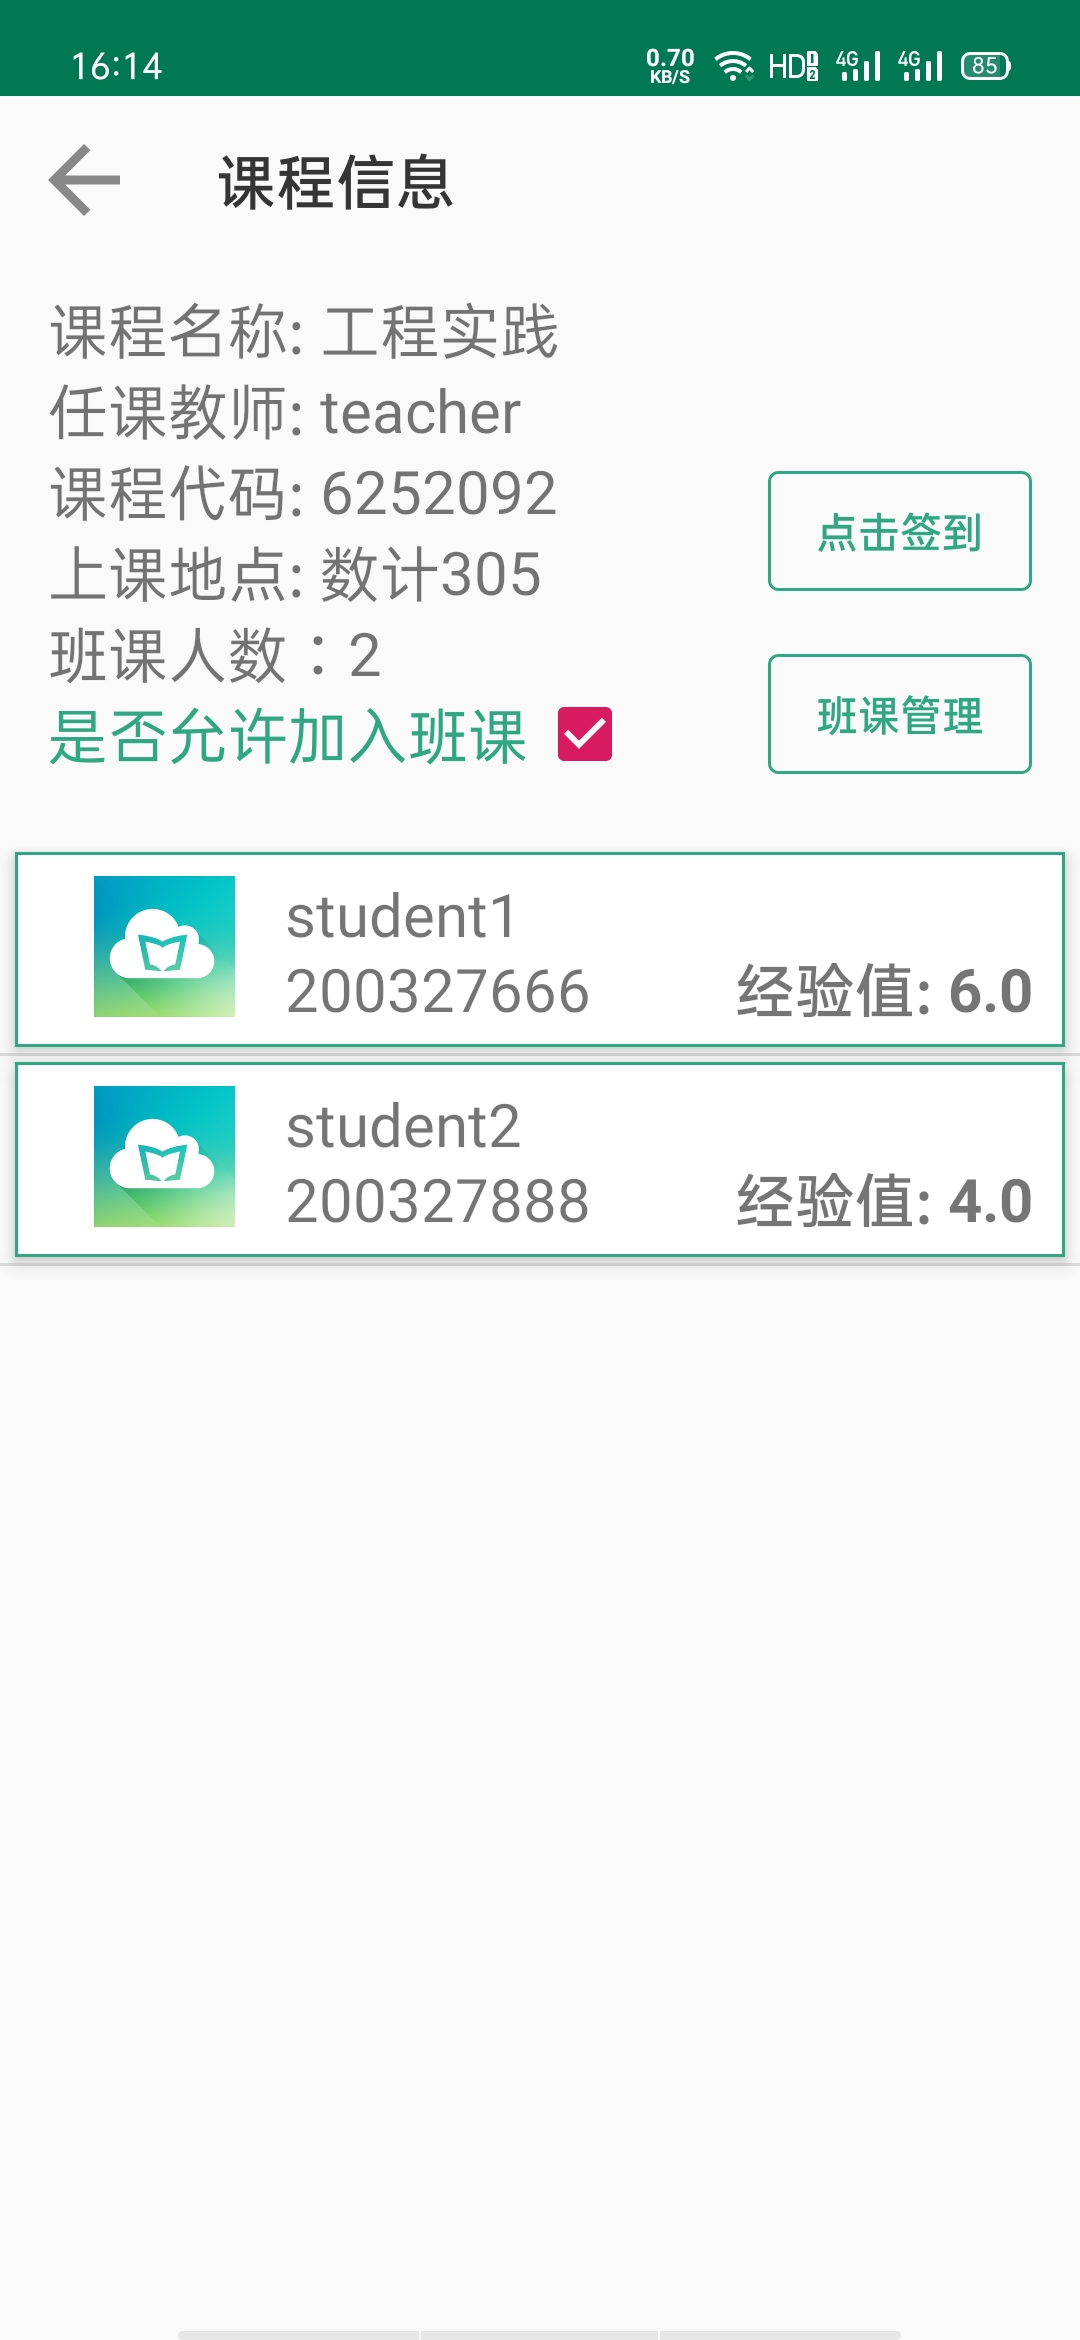 16:14 0.70 KB/S HD 1 2 4G 4G 85
课程信息
课程名称: 工程实践
任课教师: teacher
课程代码: 6252092
上课地点: 数计305
班课人数：2
是否允许加入班课
点击签到
班课管理
student1
200327666 经验值: 6.0
student2
200327888 经验值: 4.0